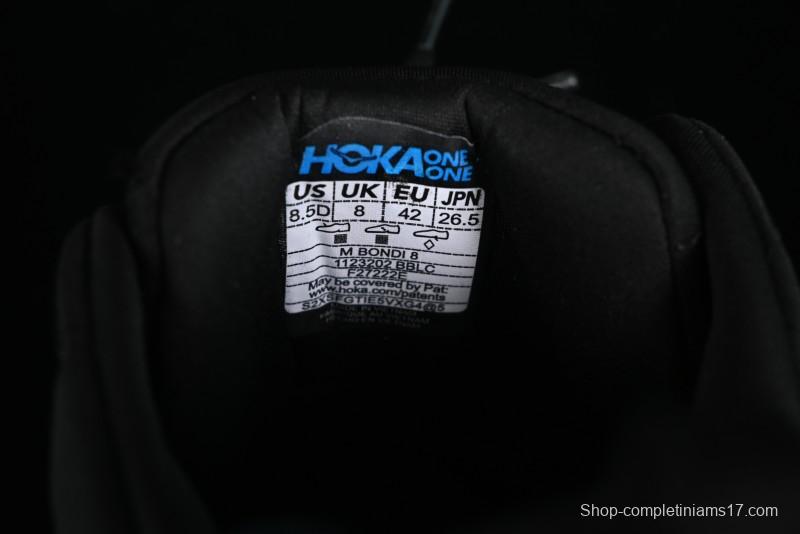 HOKA ONE ONE
US UK EU JPN
8.5D 8 42 26.5
M BONDI 8
1123202 BBLC
F27222E
May be covered by Pat:
www.hoka.com/patents
Shop-completiniams17.com